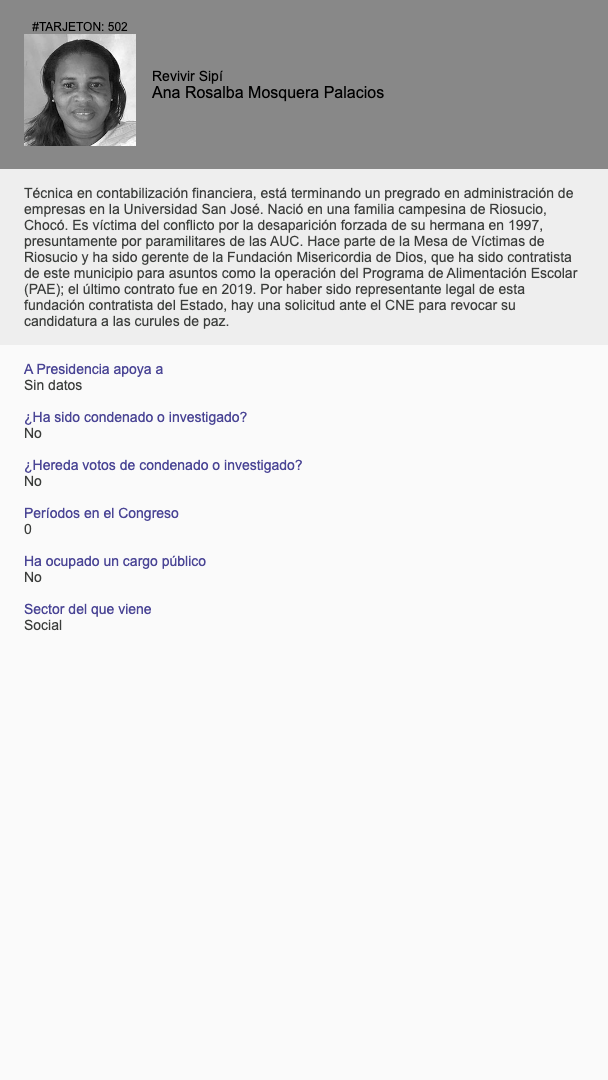 #TARJETON: 502
Revivir Sipí
Ana Rosalba Mosquera Palacios
Técnica en contabilización financiera, está terminando un pregrado en administración de
empresas en la Universidad San José. Nació en una familia campesina de Riosucio,
Chocó. Es víctima del conflicto por la desaparición forzada de su hermana en 1997,
presuntamente por paramilitares de las AUC. Hace parte de la Mesa de Víctimas de
Riosucio y ha sido gerente de la Fundación Misericordia de Dios, que ha sido contratista
de este municipio para asuntos como la operación del Programa de Alimentación Escolar
(PAE); el último contrato fue en 2019. Por haber sido representante legal de esta
fundación contratista del Estado, hay una solicitud ante el CNE para revocar su
candidatura a las curules de paz.
A Presidencia apoya a
Sin datos
¿Ha sido condenado o investigado?
No
¿Hereda votos de condenado o investigado?
No
Períodos en el Congreso
0
Ha ocupado un cargo público
No
Sector del que viene
Social